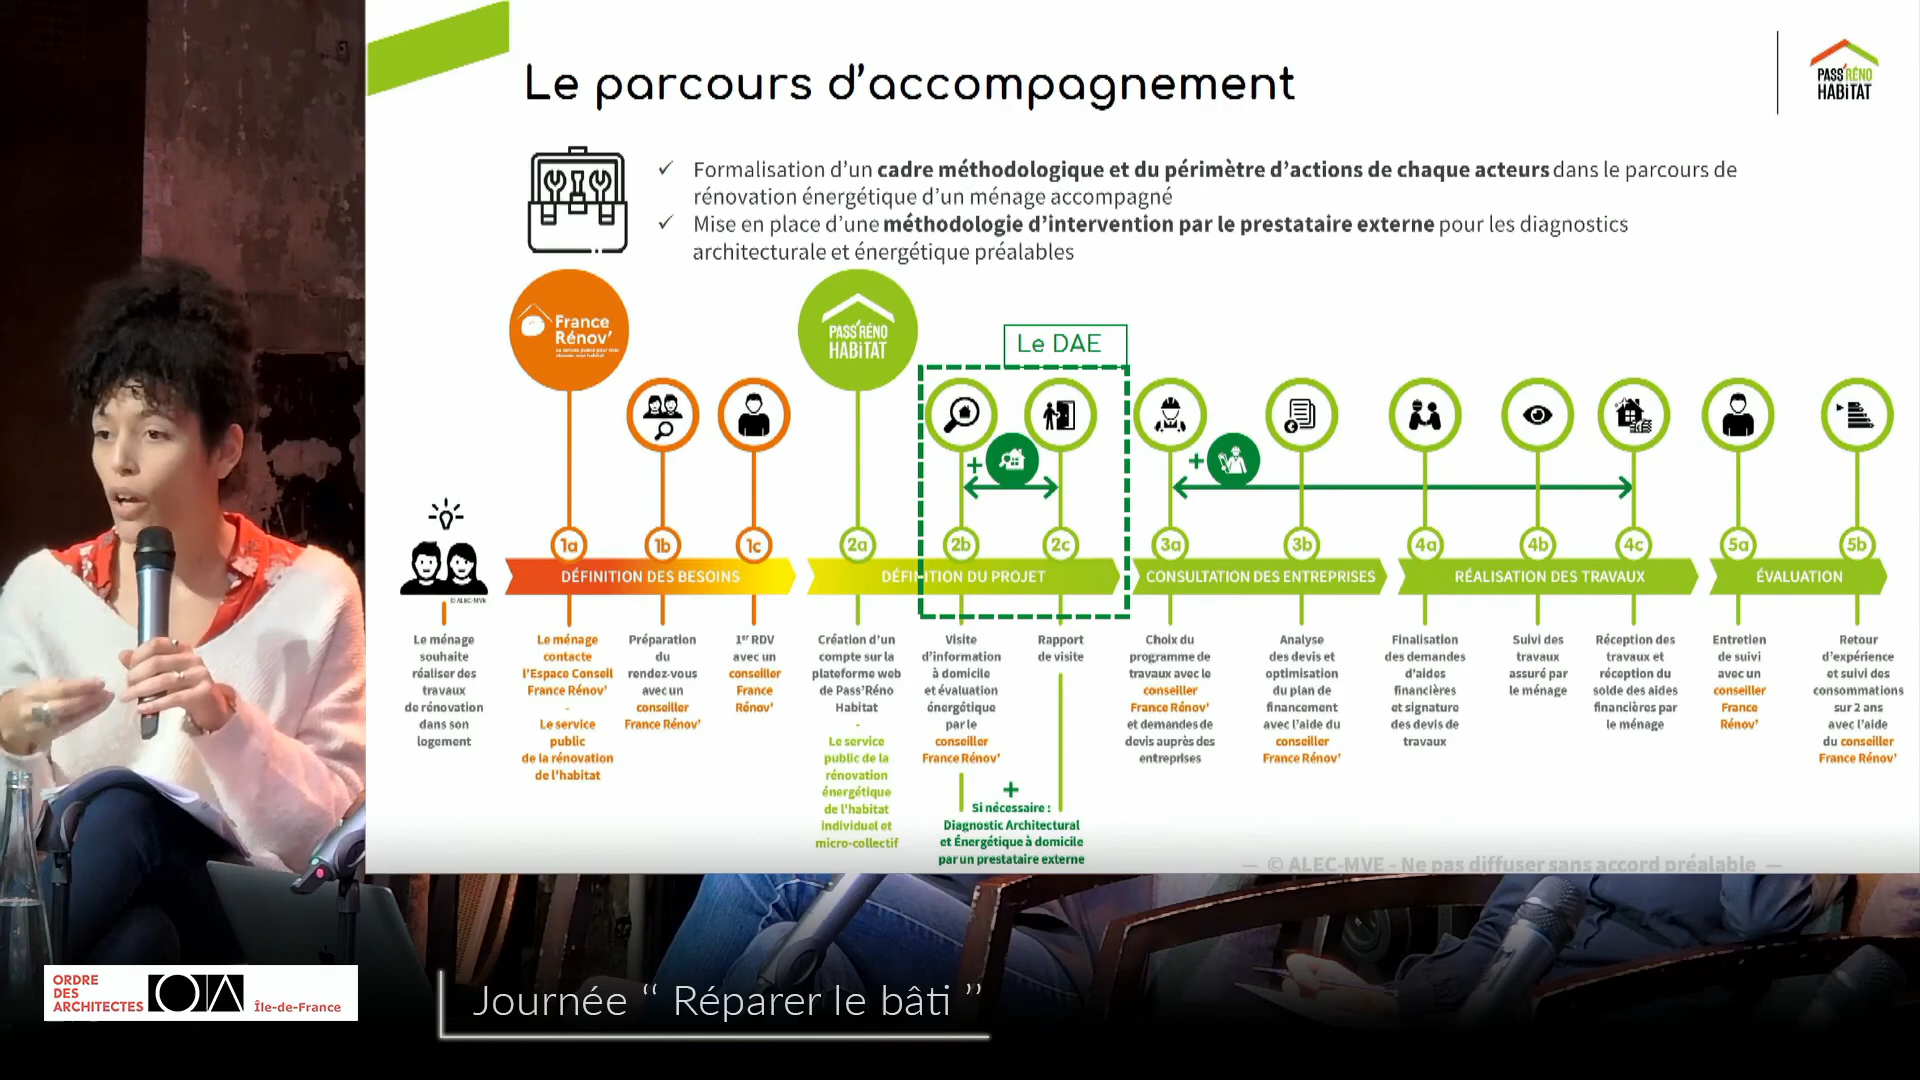 Le parcours d'accompagnement
PASS'RÉNO
HABiTAT
✓ Formalisation d'un cadre méthodologique et du périmètre d'actions de chaque acteurs dans le parcours de
rénovation énergétique d'un ménage accompagné
✓ Mise en place d'une méthodologie d'intervention par le prestataire externe pour les diagnostics
architecturale et énergétique préalables
France
Rénov'
PASS'RÉNO
HABiTAT
Le DAE
+
+
1a
1b
1c
2a
2b
2c
3a
3b
4a
4b
4c
5a
5b
DÉFINITION DES BESOINS
DÉFINITION DU PROJET
CONSULTATION DES ENTREPRISES
RÉALISATION DES TRAVAUX
ÉVALUATION
© ALEC-MVE
Le ménage
souhaite
réaliser des
travaux
de rénovation
dans son
logement
Le ménage
contacte
l'Espace Conseil
France Rénov'
-
Le service
public
de la rénovation
de l'habitat
Préparation
du
rendez-vous
avec un
conseiller
France Rénov'
1er RDV
avec un
conseiller
France
Rénov'
Création d'un
compte sur la
plateforme web
de Pass'Réno
Habitat
-
Le service
public de la
rénovation
énergétique
de l'habitat
individuel et
micro-collectif
Visite
d'information
à domicile
et évaluation
énergétique
par le
conseiller
France Rénov'
Rapport
de visite
+
Si nécessaire :
Diagnostic Architectural
et Énergétique à domicile
par un prestataire externe
Choix du
programme de
travaux avec le
conseiller
France Rénov'
et demandes de
devis auprès des
entreprises
Analyse
des devis et
optimisation
du plan de
financement
avec l'aide du
conseiller
France Rénov'
Finalisation
des demandes
d'aides
financières
et signature
des devis de
travaux
Suivi des
travaux
assuré par
le ménage
Réception des
travaux et
réception du
solde des aides
financières par
le ménage
Entretien
de suivi
avec un
conseiller
France
Rénov'
Retour
d'expérience
et suivi des
consommations
sur 2 ans
avec l'aide
du conseiller
France Rénov'
— © ALEC-MVE - Ne pas diffuser sans accord préalable —
ORDRE
DES
ARCHITECTES
OA
Île-de-France
Journée “ Réparer le bâti ”